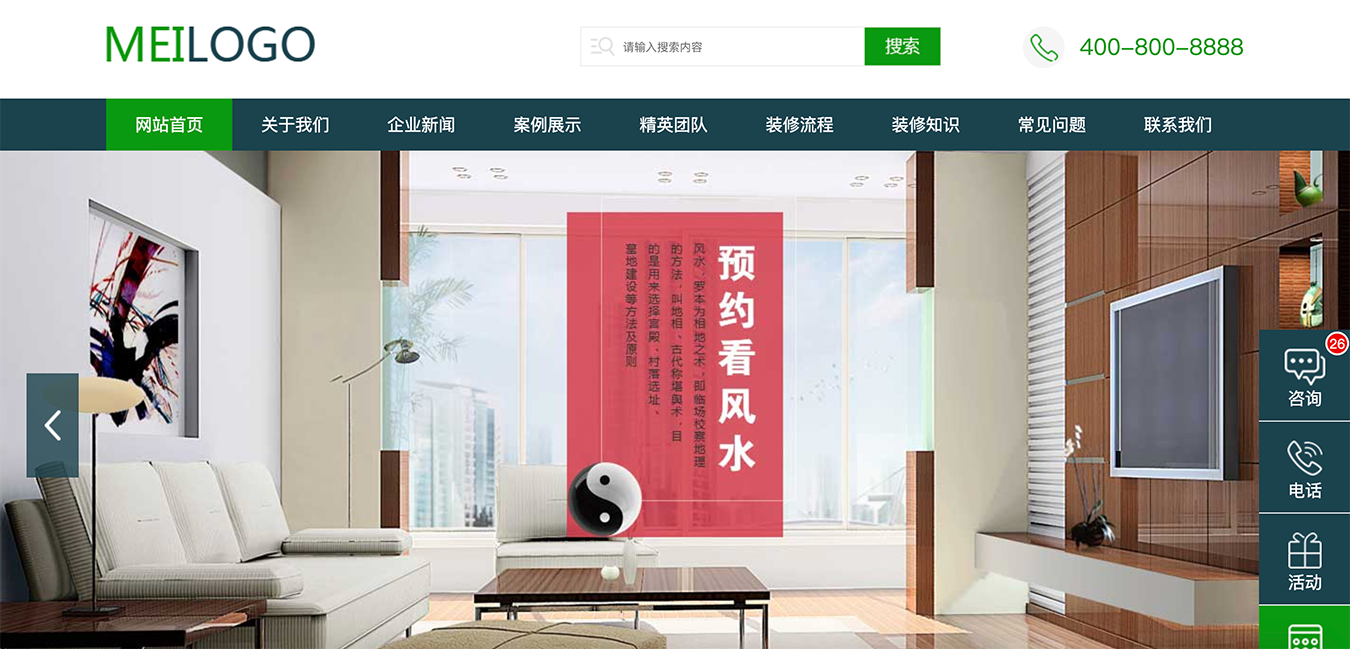 MEILOGO
请输入搜索内容
搜索
400-800-8888
网站首页
关于我们
企业新闻
案例展示
精英团队
装修流程
装修知识
常见问题
联系我们
预约看风水
风水，罗本为相地之术，即临场校察地理
的方法，叫地相、古代称堪舆术，目
的是用来选择宫殿、村落选址、
墓地建设等方法及原则
26
咨询
电话
活动